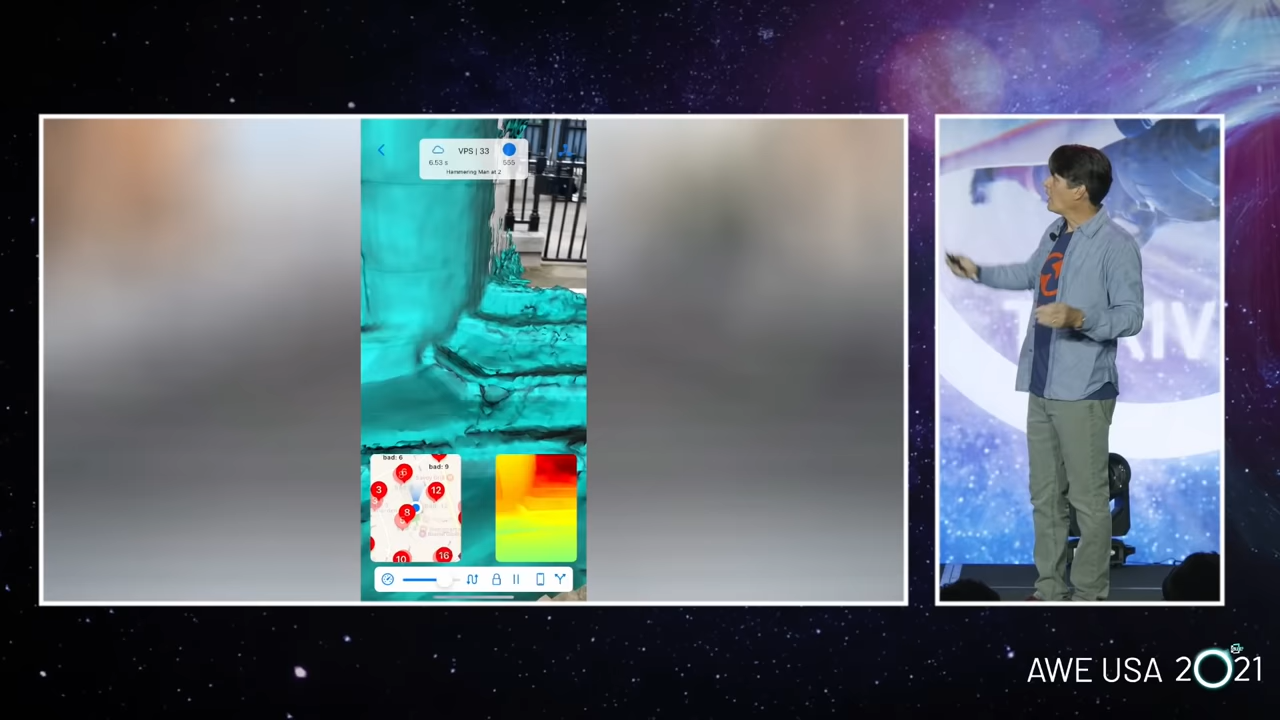 VPS | 33
6.53 s
555
Hammering Man at 2
bad: 6
bad: 9
6
3
12
8
10
16
AWE USA 2021